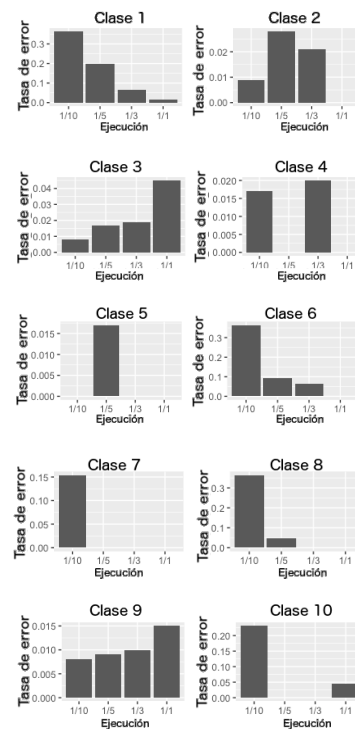 Clase 1
Tasa de error
0.3
0.2
0.1
0.0
1/10 1/5 1/3 1/1
Ejecución
Clase 2
Tasa de error
0.02
0.01
0.00
1/10 1/5 1/3 1/1
Ejecución
Clase 3
Tasa de error
0.04
0.03
0.02
0.01
0.00
1/10 1/5 1/3 1/1
Ejecución
Clase 4
Tasa de error
0.020
0.015
0.010
0.005
0.000
1/10 1/5 1/3 1/1
Ejecución
Clase 5
Tasa de error
0.015
0.010
0.005
0.000
1/10 1/5 1/3 1/1
Ejecución
Clase 6
Tasa de error
0.3
0.2
0.1
0.0
1/10 1/5 1/3 1/1
Ejecución
Clase 7
Tasa de error
0.15
0.10
0.05
0.00
1/10 1/5 1/3 1/1
Ejecución
Clase 8
Tasa de error
0.3
0.2
0.1
0.0
1/10 1/5 1/3 1/1
Ejecución
Clase 9
Tasa de error
0.015
0.010
0.005
0.000
1/10 1/5 1/3 1/1
Ejecución
Clase 10
Tasa de error
0.20
0.15
0.10
0.05
0.00
1/10 1/5 1/3 1/1
Ejecución